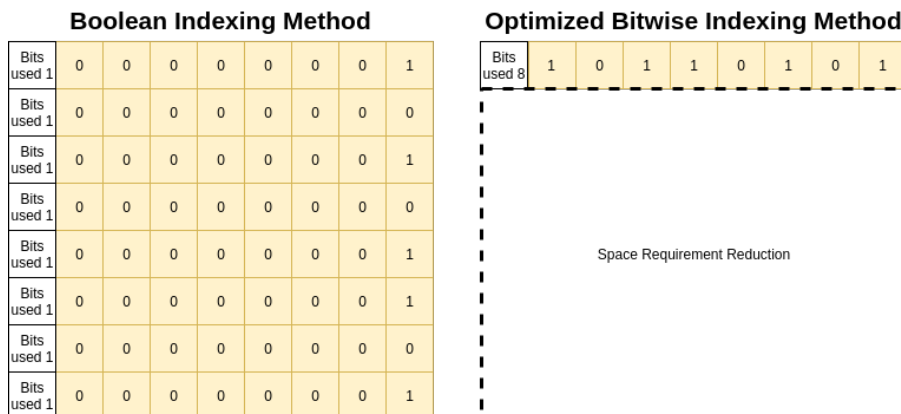 Boolean Indexing Method
Optimized Bitwise Indexing Method
Bits
used 1 0 0 0 0 0 0 0 1
Bits
used 1 0 0 0 0 0 0 0 0
Bits
used 1 0 0 0 0 0 0 0 1
Bits
used 1 0 0 0 0 0 0 0 0
Bits
used 1 0 0 0 0 0 0 0 1
Bits
used 1 0 0 0 0 0 0 0 1
Bits
used 1 0 0 0 0 0 0 0 0
Bits
used 1 0 0 0 0 0 0 0 1
Bits
used 8 1 0 1 1 0 1 0 1
Space Requirement Reduction